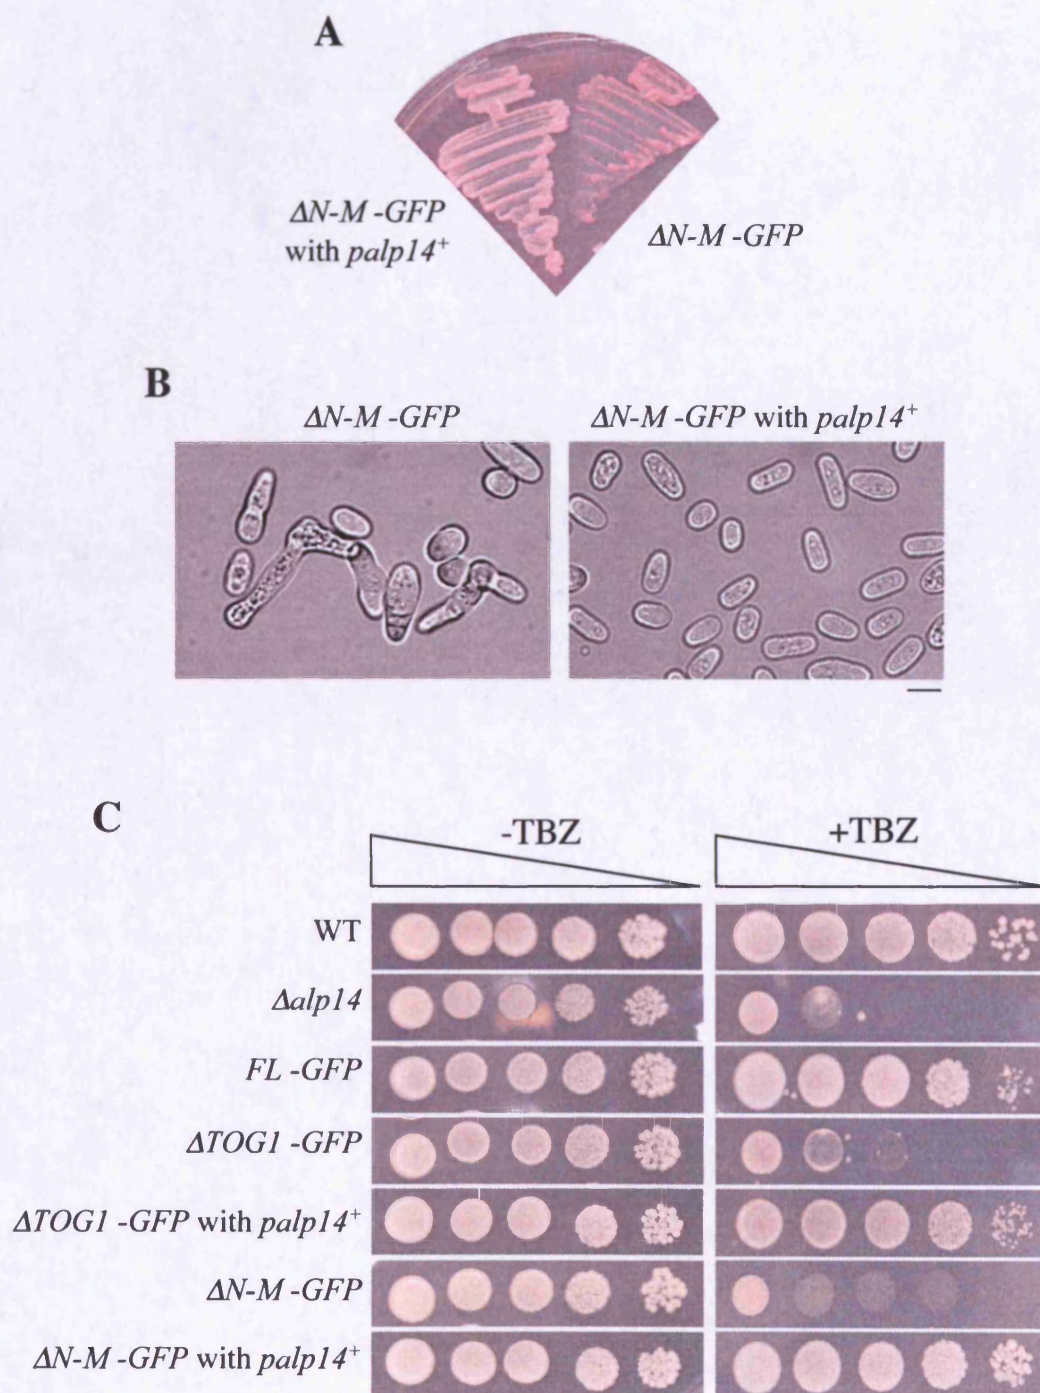 A
ΔN-M -GFP
with palp14+
ΔN-M -GFP
B
ΔN-M -GFP
ΔN-M -GFP with palp14+
C
-TBZ
+TBZ
WT
Δalp14
FL -GFP
ΔTOG1 -GFP
ΔTOG1 -GFP with palp14+
ΔN-M -GFP
ΔN-M -GFP with palp14+